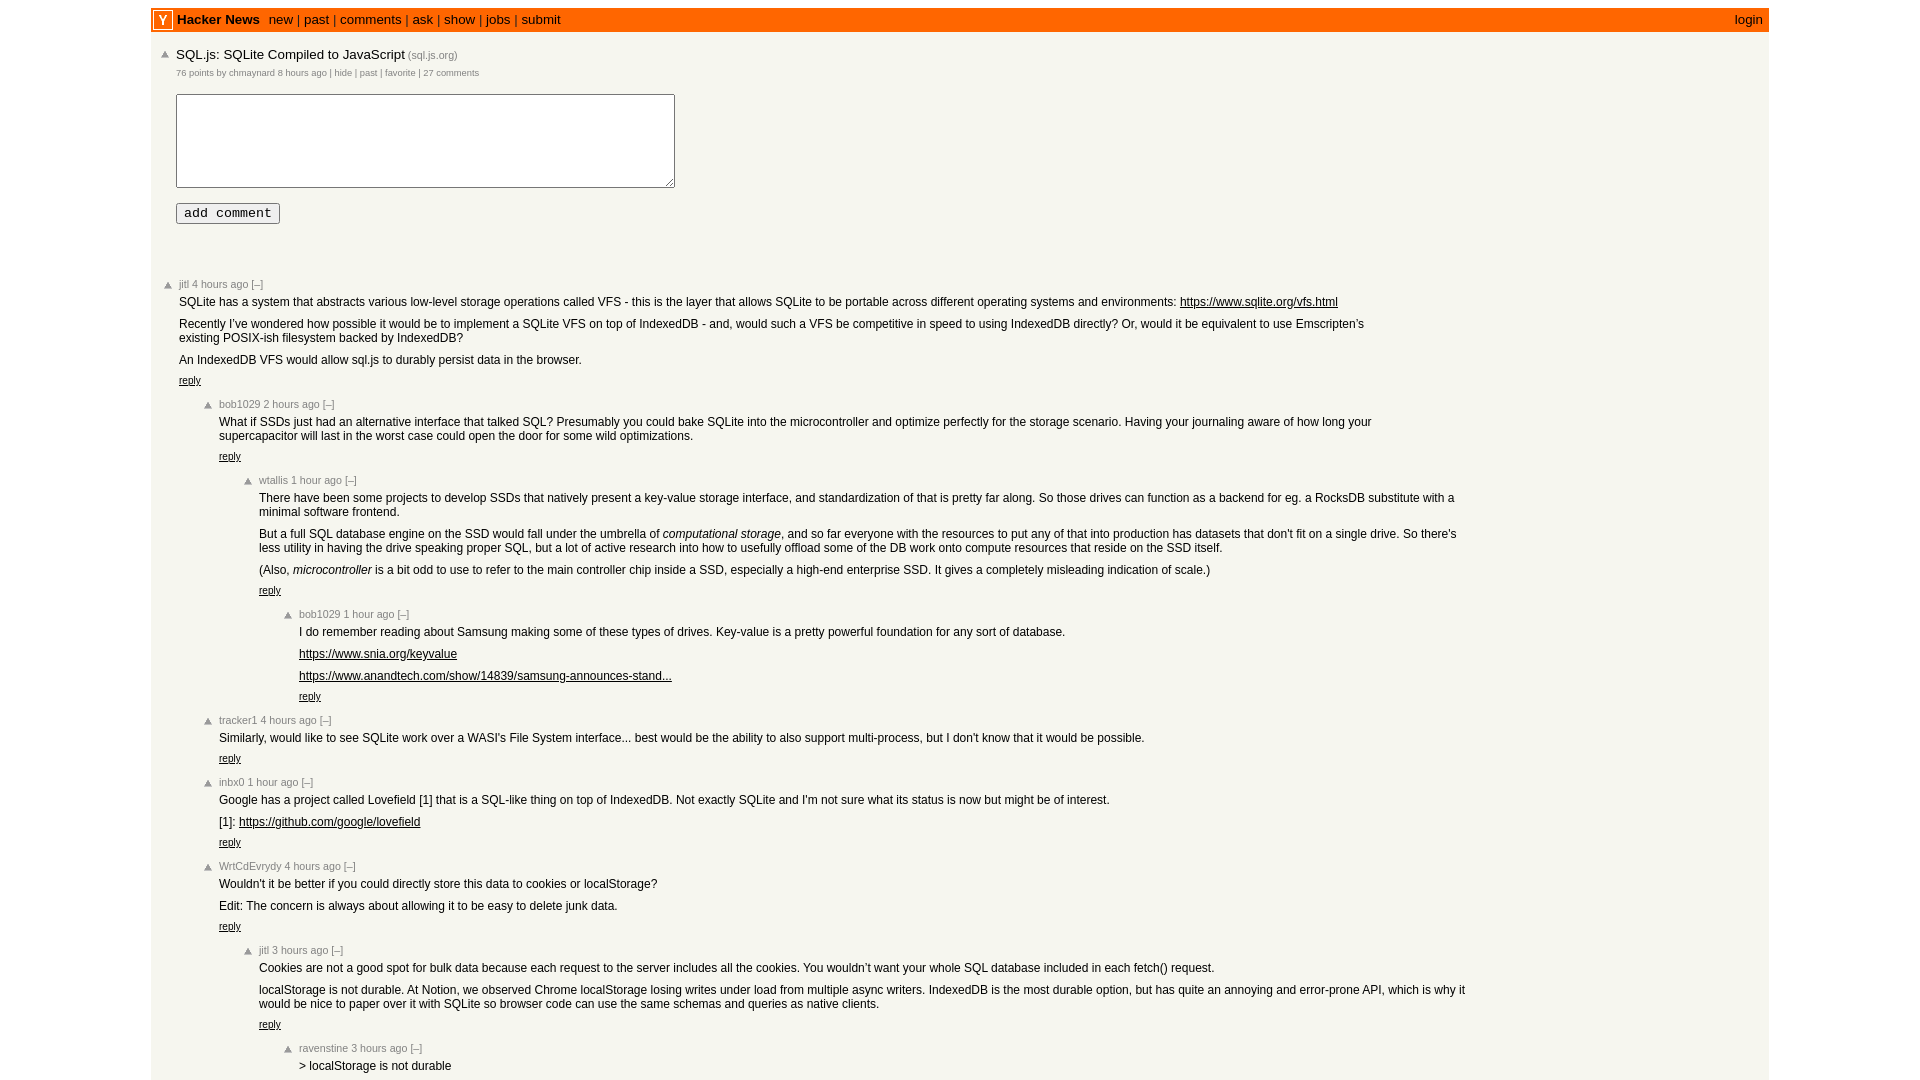 Y Hacker News new | past | comments | ask | show | jobs | submit login
SQL.js: SQLite Compiled to JavaScript (sql.js.org)
76 points by chmaynard 8 hours ago | hide | past | favorite | 27 comments
add comment
jitl 4 hours ago [–]
SQLite has a system that abstracts various low-level storage operations called VFS - this is the layer that allows SQLite to be portable across different operating systems and environments: https://www.sqlite.org/vfs.html
Recently I’ve wondered how possible it would be to implement a SQLite VFS on top of IndexedDB - and, would such a VFS be competitive in speed to using IndexedDB directly? Or, would it be equivalent to use Emscripten’s
existing POSIX-ish filesystem backed by IndexedDB?
An IndexedDB VFS would allow sql.js to durably persist data in the browser.
reply
bob1029 2 hours ago [–]
What if SSDs just had an alternative interface that talked SQL? Presumably you could bake SQLite into the microcontroller and optimize perfectly for the storage scenario. Having your journaling aware of how long your
supercapacitor will last in the worst case could open the door for some wild optimizations.
reply
wtallis 1 hour ago [–]
There have been some projects to develop SSDs that natively present a key-value storage interface, and standardization of that is pretty far along. So those drives can function as a backend for eg. a RocksDB substitute with a
minimal software frontend.
But a full SQL database engine on the SSD would fall under the umbrella of computational storage, and so far everyone with the resources to put any of that into production has datasets that don't fit on a single drive. So there's
less utility in having the drive speaking proper SQL, but a lot of active research into how to usefully offload some of the DB work onto compute resources that reside on the SSD itself.
(Also, microcontroller is a bit odd to use to refer to the main controller chip inside a SSD, especially a high-end enterprise SSD. It gives a completely misleading indication of scale.)
reply
bob1029 1 hour ago [–]
I do remember reading about Samsung making some of these types of drives. Key-value is a pretty powerful foundation for any sort of database.
https://www.snia.org/keyvalue
https://www.anandtech.com/show/14839/samsung-announces-stand...
reply
tracker1 4 hours ago [–]
Similarly, would like to see SQLite work over a WASI's File System interface... best would be the ability to also support multi-process, but I don't know that it would be possible.
reply
inbx0 1 hour ago [–]
Google has a project called Lovefield [1] that is a SQL-like thing on top of IndexedDB. Not exactly SQLite and I'm not sure what its status is now but might be of interest.
[1]: https://github.com/google/lovefield
reply
WrtCdEvrydy 4 hours ago [–]
Wouldn't it be better if you could directly store this data to cookies or localStorage?
Edit: The concern is always about allowing it to be easy to delete junk data.
reply
jitl 3 hours ago [–]
Cookies are not a good spot for bulk data because each request to the server includes all the cookies. You wouldn’t want your whole SQL database included in each fetch() request.
localStorage is not durable. At Notion, we observed Chrome localStorage losing writes under load from multiple async writers. IndexedDB is the most durable option, but has quite an annoying and error-prone API, which is why it
would be nice to paper over it with SQLite so browser code can use the same schemas and queries as native clients.
reply
ravenstine 3 hours ago [–]
> localStorage is not durable